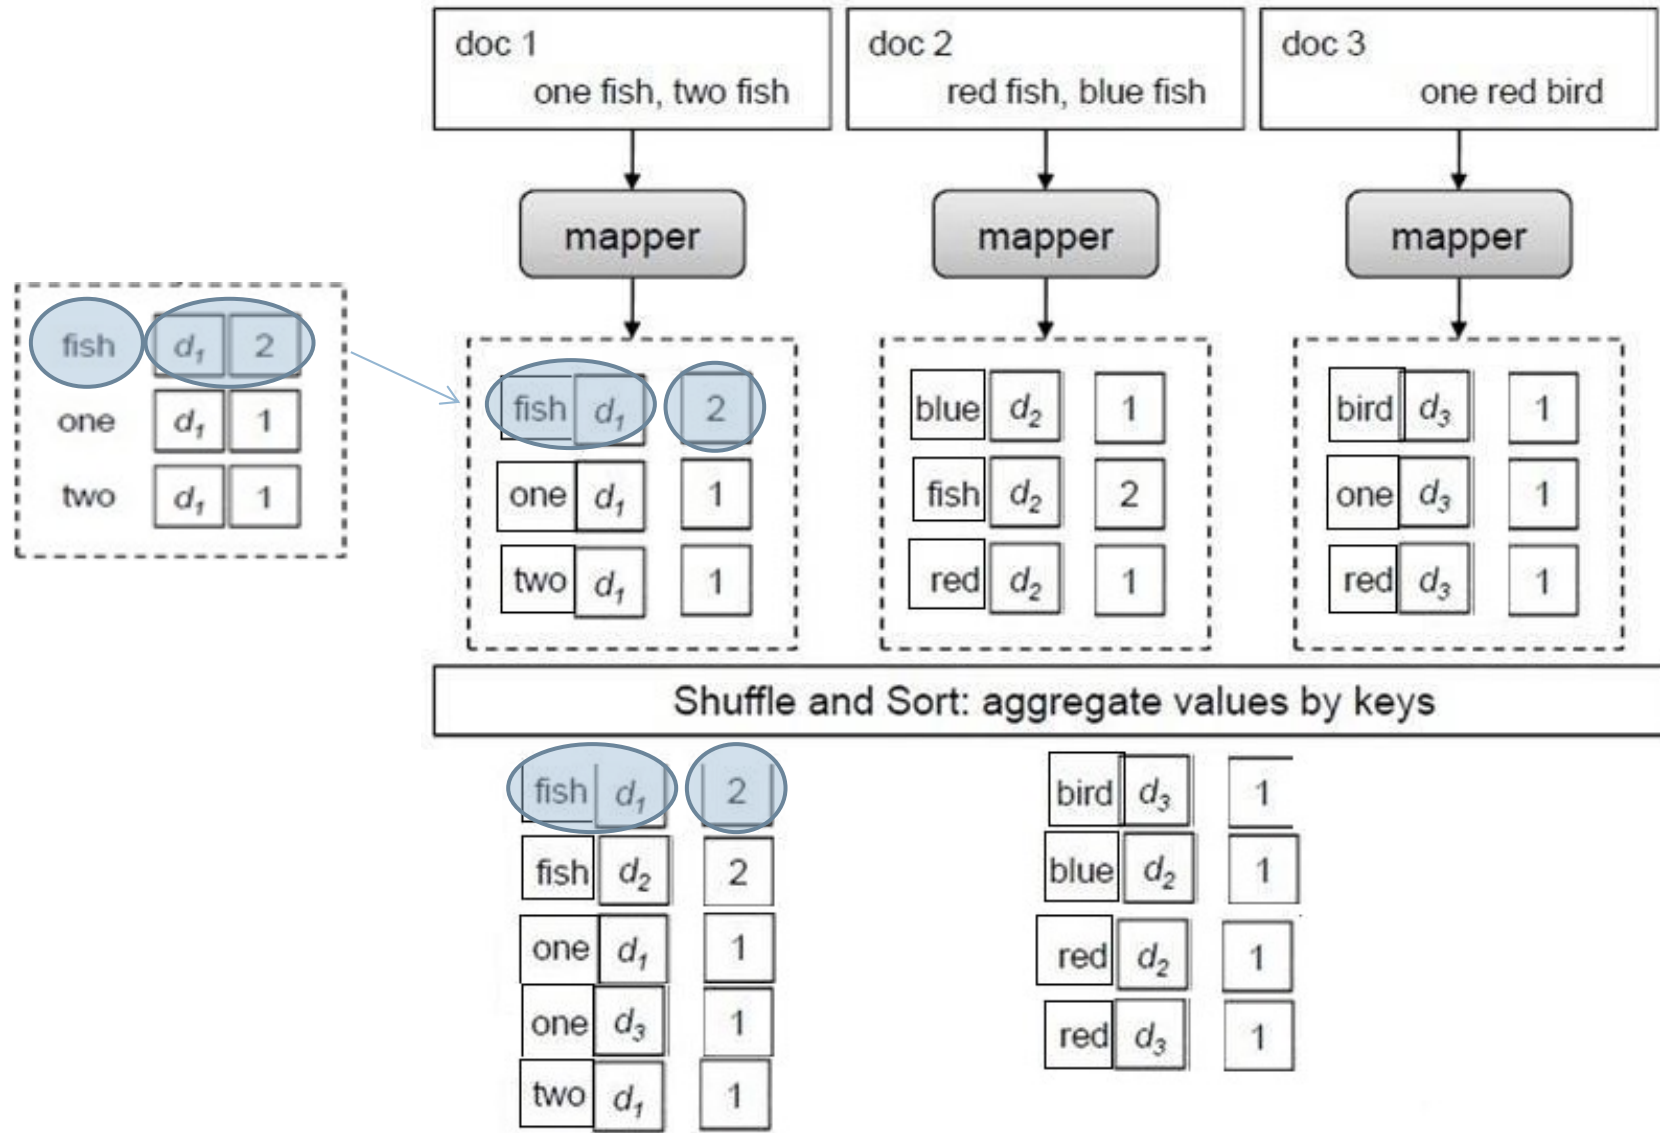 doc 1
one fish, two fish
doc 2
red fish, blue fish
doc 3
one red bird
mapper
mapper
mapper
fish d₁ 2
one d₁ 1
two d₁ 1
fish d₁ 2
one d₁ 1
two d₁ 1
blue d₂ 1
fish d₂ 2
red d₂ 1
bird d₃ 1
one d₃ 1
red d₃ 1
Shuffle and Sort: aggregate values by keys
fish d₁ 2
fish d₂ 2
one d₁ 1
one d₃ 1
two d₁ 1
bird d₃ 1
blue d₂ 1
red d₂ 1
red d₃ 1